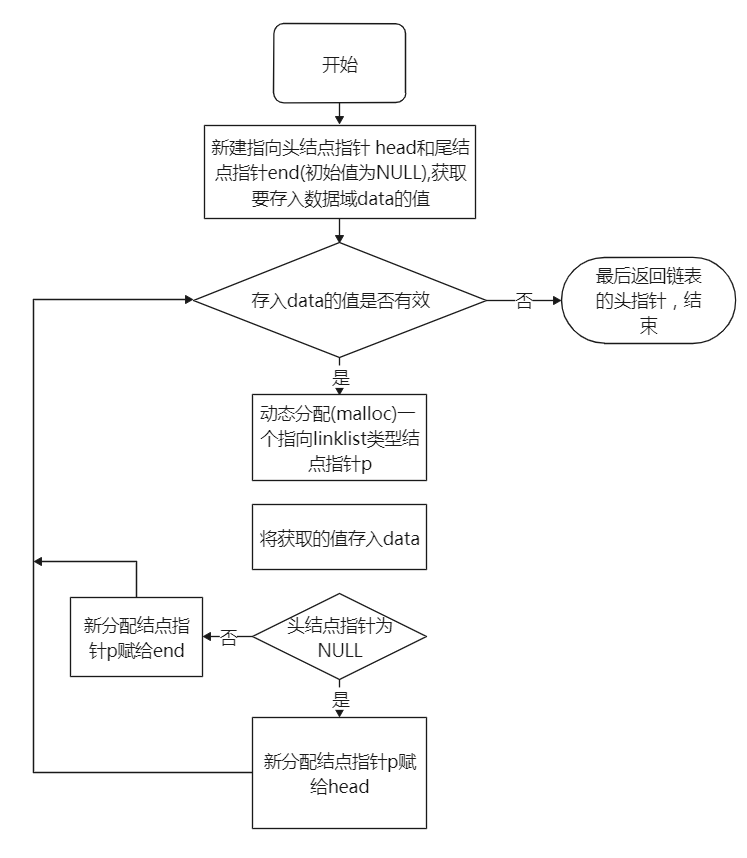 开始
新建指向头结点指针 head和尾结
点指针end(初始值为NULL),获取
要存入数据域data的值
存入data的值是否有效
否
最后返回链表
的头指针，结
束
是
动态分配(malloc)一
个指向linklist类型结
点指针p
将获取的值存入data
头结点指针为
NULL
否
新分配结点指
针p赋给end
是
新分配结点指针p赋
给head